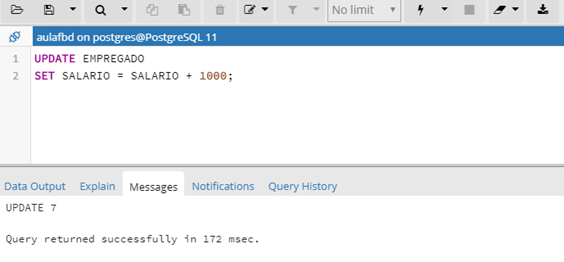 No limit
aulafbd on postgres@PostgreSQL 11
1 UPDATE EMPREGADO
2 SET SALARIO = SALARIO + 1000;
Data Output Explain Messages Notifications Query History
UPDATE 7
Query returned successfully in 172 msec.